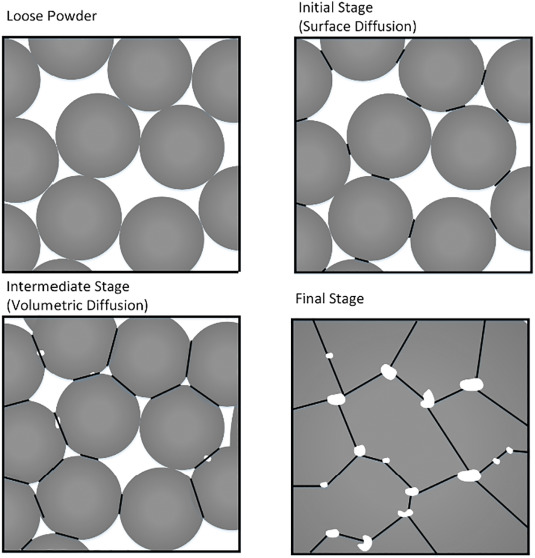 Loose Powder
Initial Stage
(Surface Diffusion)
Intermediate Stage
(Volumetric Diffusion)
Final Stage